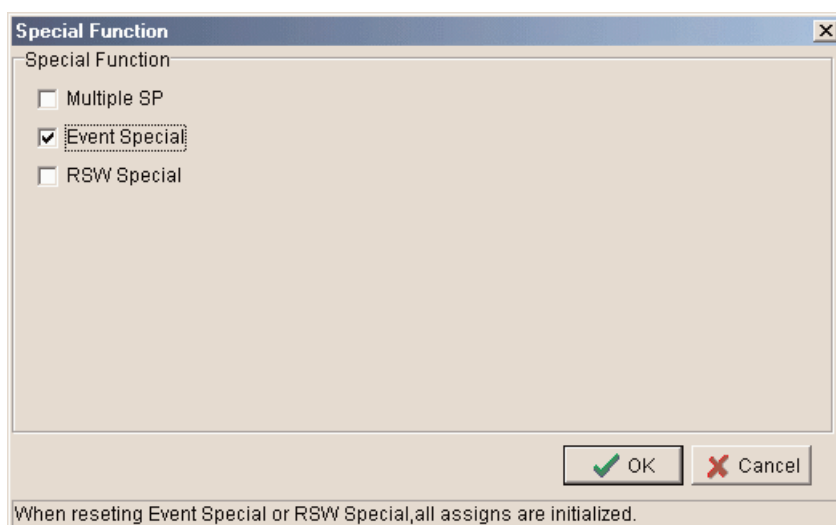 Special Function
Special Function
Multiple SP
Event Special
RSW Special
OK
Cancel
When reseting Event Special or RSW Special,all assigns are initialized.